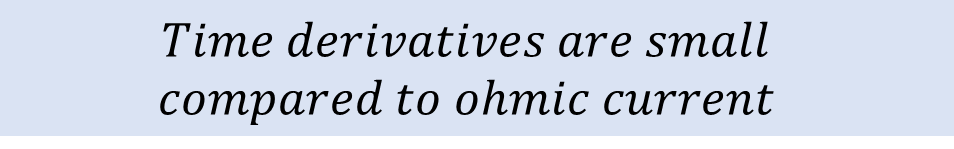 Time derivatives are small
compared to ohmic current